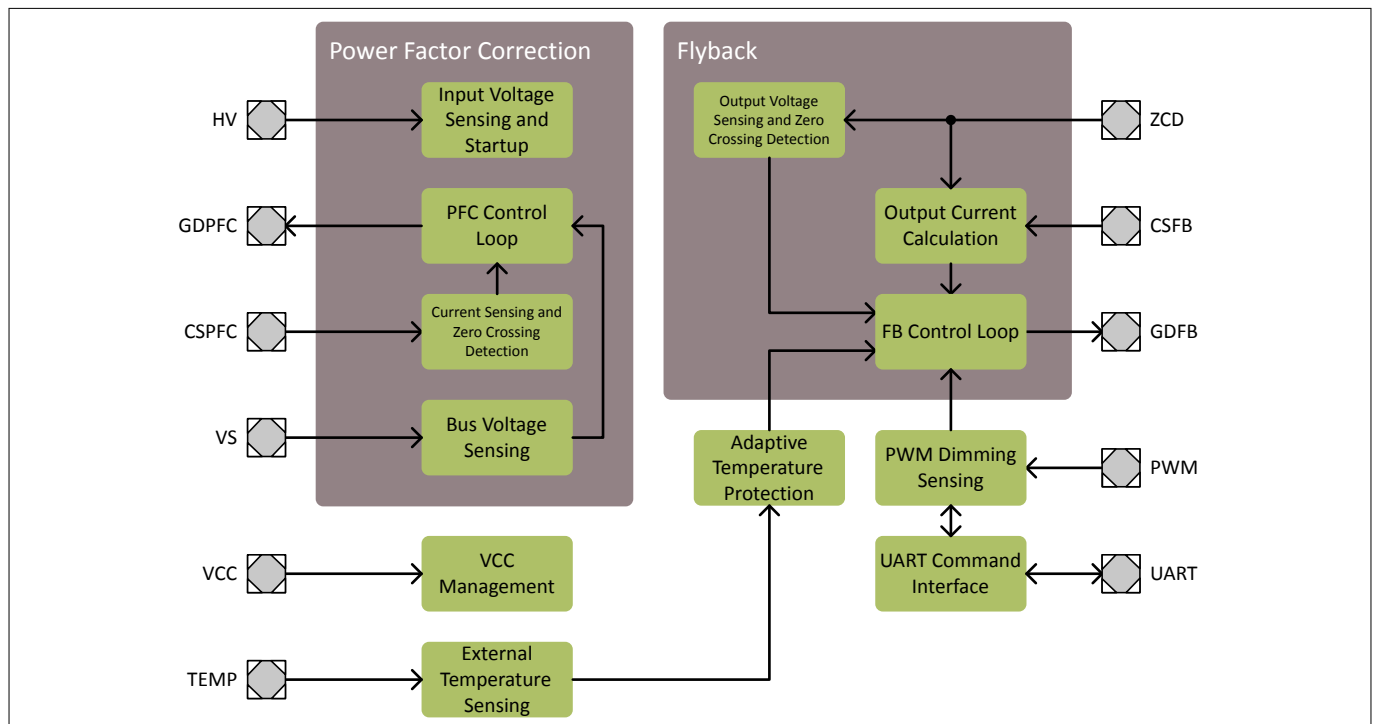 Power Factor Correction
Flyback
HV
Input Voltage
Sensing and
Startup
Output Voltage
Sensing and Zero
Crossing Detection
ZCD
GDPFC
PFC Control
Loop
Output Current
Calculation
CSFB
CSPFC
Current Sensing and
Zero Crossing
Detection
FB Control Loop
GDFB
VS
Bus Voltage
Sensing
Adaptive
Temperature
Protection
PWM Dimming
Sensing
PWM
VCC
VCC
Management
UART Command
Interface
UART
TEMP
External
Temperature
Sensing